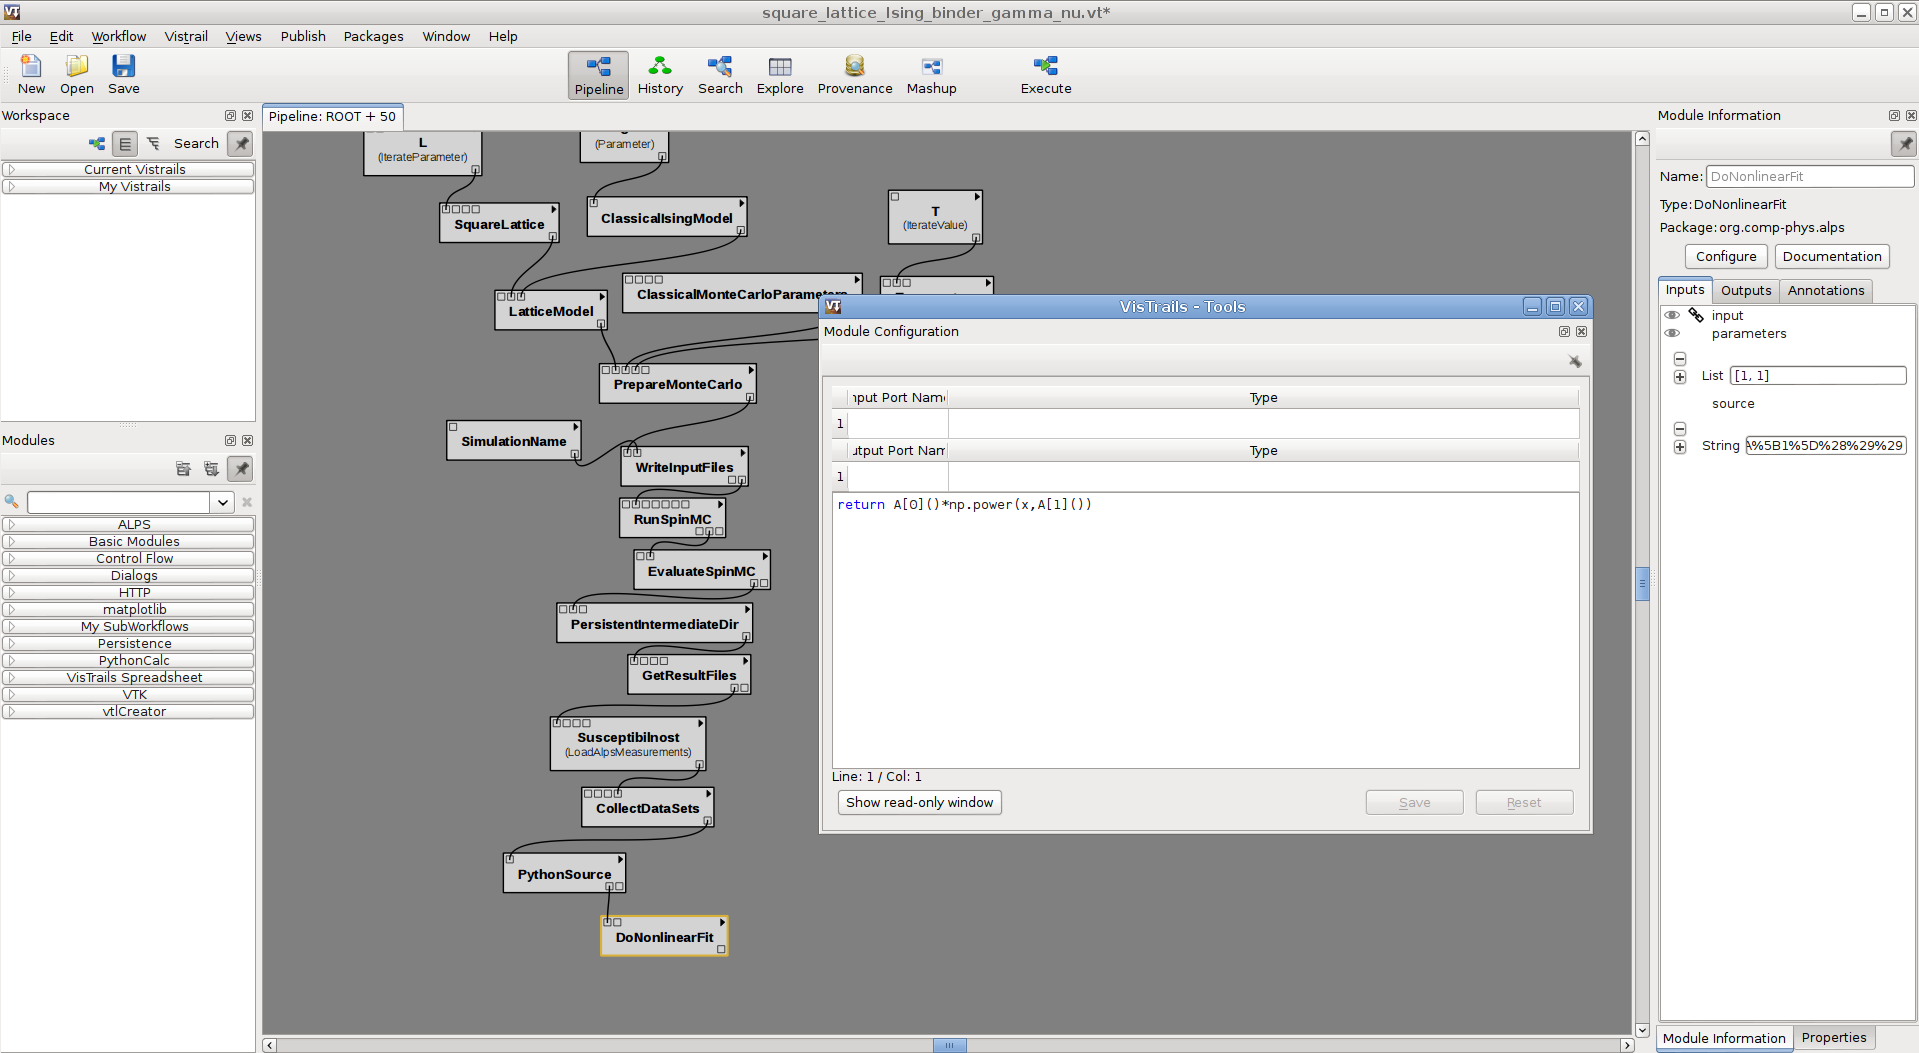 square_lattice_Ising_binder_gamma_nu.vt*
File Edit Workflow Vistrail Views Publish Packages Window Help
New Open Save Pipeline History Search Explore Provenance Mashup Execute
Workspace
Search
Current Vistrails
My Vistrails
Modules
ALPS
Basic Modules
Control Flow
Dialogs
HTTP
matplotlib
My SubWorkflows
Persistence
PythonCalc
VisTrails Spreadsheet
VTK
vtlCreator
Pipeline: ROOT + 50
L
(IterateParameter)
(Parameter)
SquareLattice
ClassicalIsingModel
T
(IterateValue)
ClassicalMonteCarloParameters
LatticeModel
PrepareMonteCarlo
SimulationName
WriteInputFiles
RunSpinMC
EvaluateSpinMC
PersistentIntermediateDir
GetResultFiles
Susceptibilnost
(LoadAlpsMeasurements)
CollectDataSets
PythonSource
DoNonlinearFit
VisTrails - Tools
Module Configuration
nput Port Name Type
1
utput Port Nam Type
1
return A[0]()*np.power(x,A[1]())
Line: 1 / Col: 1
Show read-only window Save Reset
Module Information
Name: DoNonlinearFit
Type: DoNonlinearFit
Package: org.comp-phys.alps
Configure Documentation
Inputs Outputs Annotations
input
parameters
List [1, 1]
source
String A%5B1%5D%28%29%29
Module Information Properties